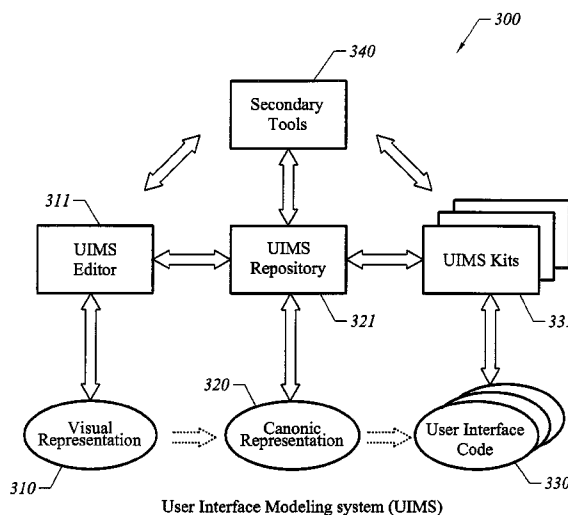 300
340
Secondary
Tools
311
UIMS
Editor
UIMS
Repository
UIMS Kits
321
331
320
Visual
Representation
Canonic
Representation
User Interface
Code
310
330
User Interface Modeling system (UIMS)